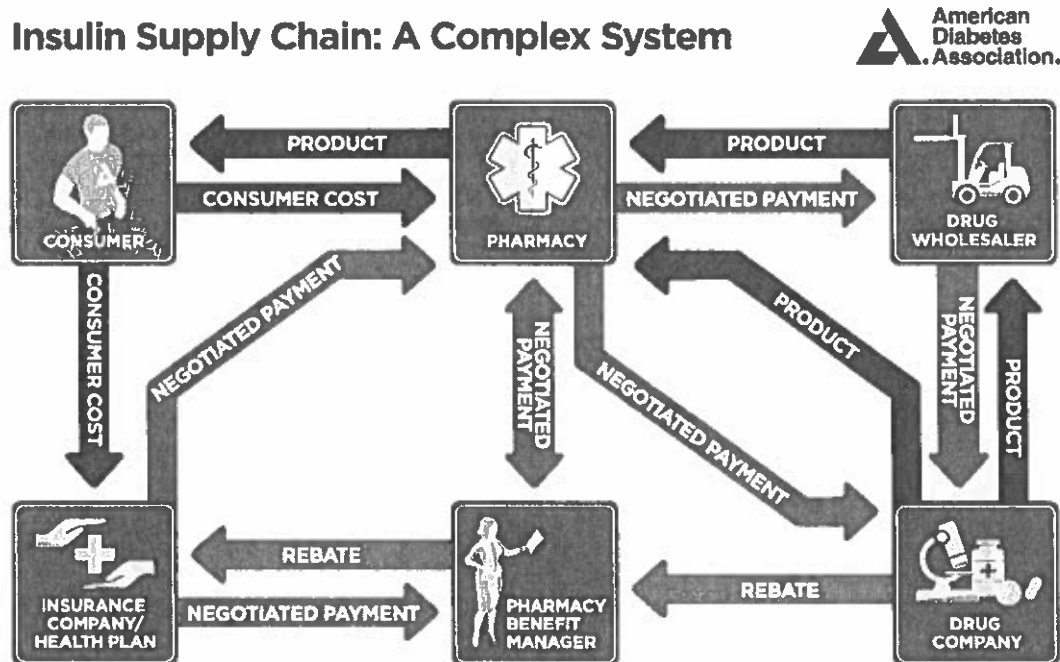 Insulin Supply Chain: A Complex System
American
Diabetes
Association.
CONSUMER
PRODUCT
CONSUMER COST
PHARMACY
PRODUCT
NEGOTIATED PAYMENT
DRUG
WHOLESALER
CONSUMER COST
NEGOTIATED PAYMENT
NEGOTIATED
PAYMENT
NEGOTIATED PAYMENT
PRODUCT
NEGOTIATED
PAYMENT
PRODUCT
INSURANCE
COMPANY/
HEALTH PLAN
REBATE
NEGOTIATED PAYMENT
PHARMACY
BENEFIT
MANAGER
REBATE
DRUG
COMPANY